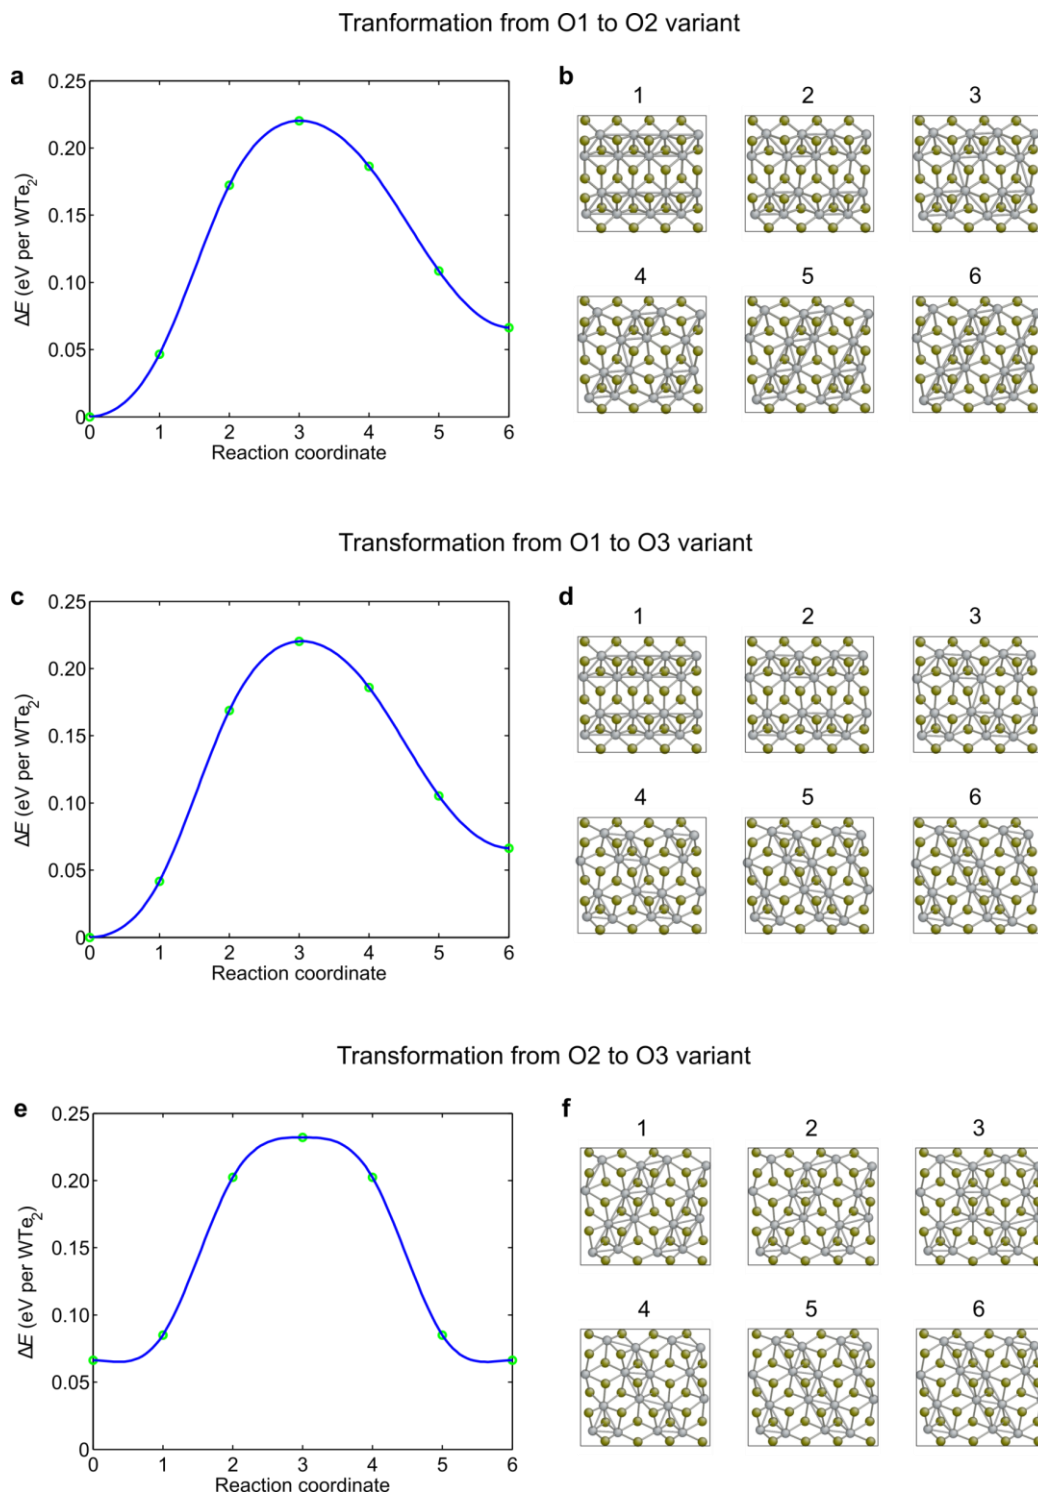 Tranformation from O1 to O2 variant
a
0.25
0.20
0.15
0.10
0.05
0
ΔE (eV per WTe2)
0 1 2 3 4 5 6
Reaction coordinate
b
1 2 3
4 5 6
Transformation from O1 to O3 variant
c
0.25
0.20
0.15
0.10
0.05
0
ΔE (eV per WTe2)
0 1 2 3 4 5 6
Reaction coordinate
d
1 2 3
4 5 6
Transformation from O2 to O3 variant
e
0.25
0.20
0.15
0.10
0.05
0
ΔE (eV per WTe2)
0 1 2 3 4 5 6
Reaction coordinate
f
1 2 3
4 5 6